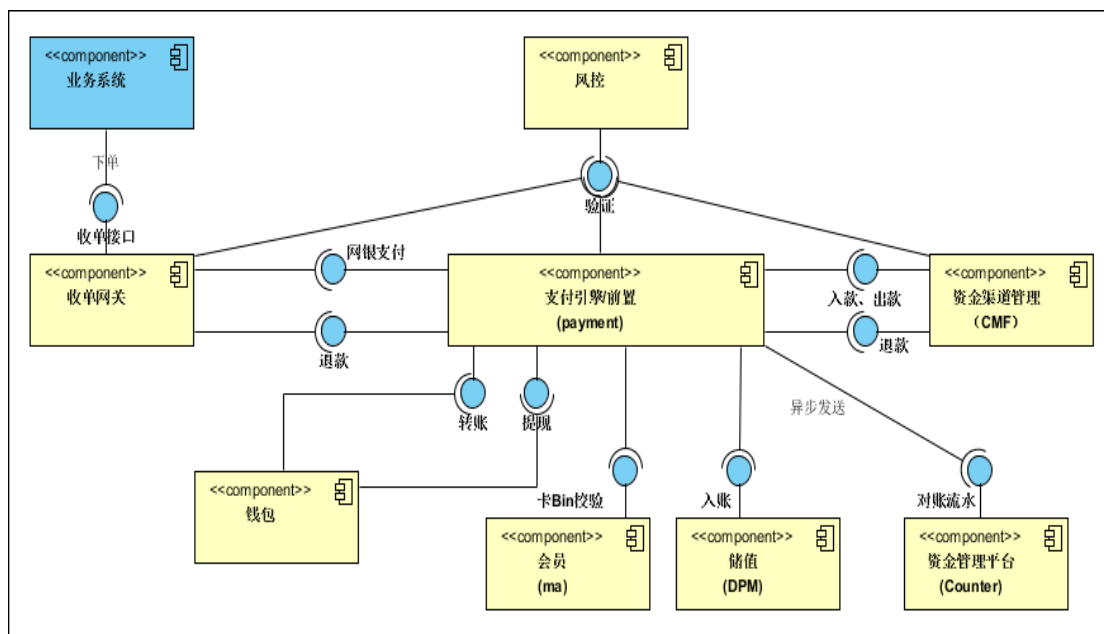 <<component>>
业务系统
<<component>>
风控
下单
验证
收单接口
网银支付
<<component>>
收单网关
<<component>>
支付引擎/前置
(payment)
入款、出款
<<component>>
资金渠道管理
（CMF）
退款
退款
转账
提现
异步发送
<<component>>
钱包
卡Bin校验
入账
对账流水
<<component>>
会员
(ma)
<<component>>
储值
(DPM)
<<component>>
资金管理平台
(Counter)